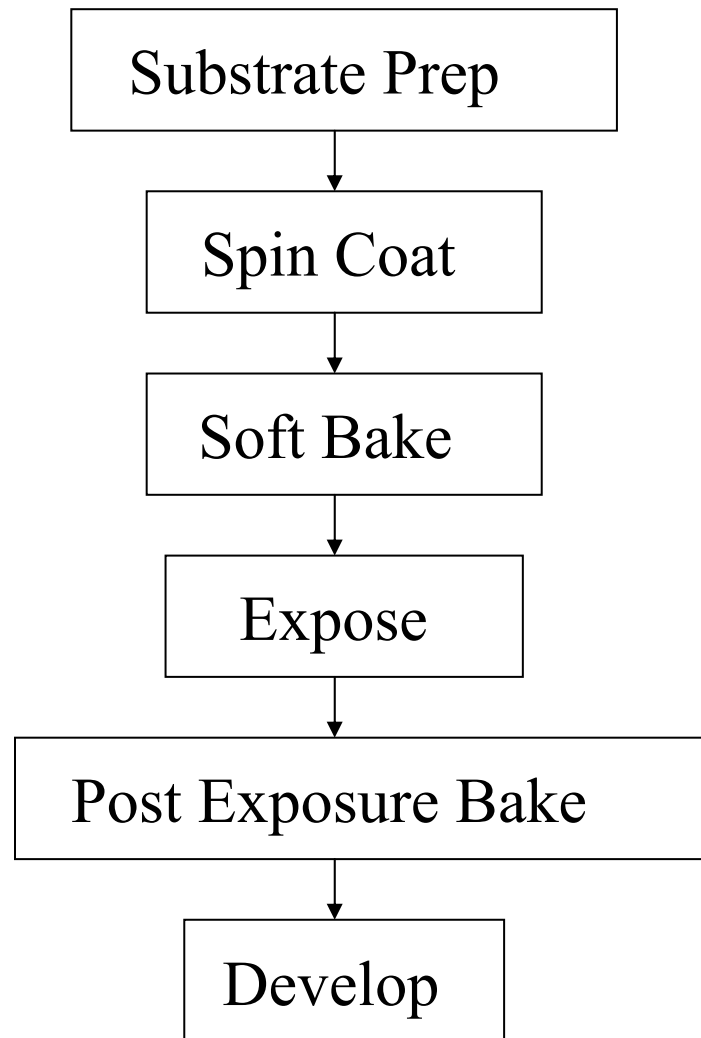 Substrate Prep
Spin Coat
Soft Bake
Expose
Post Exposure Bake
Develop